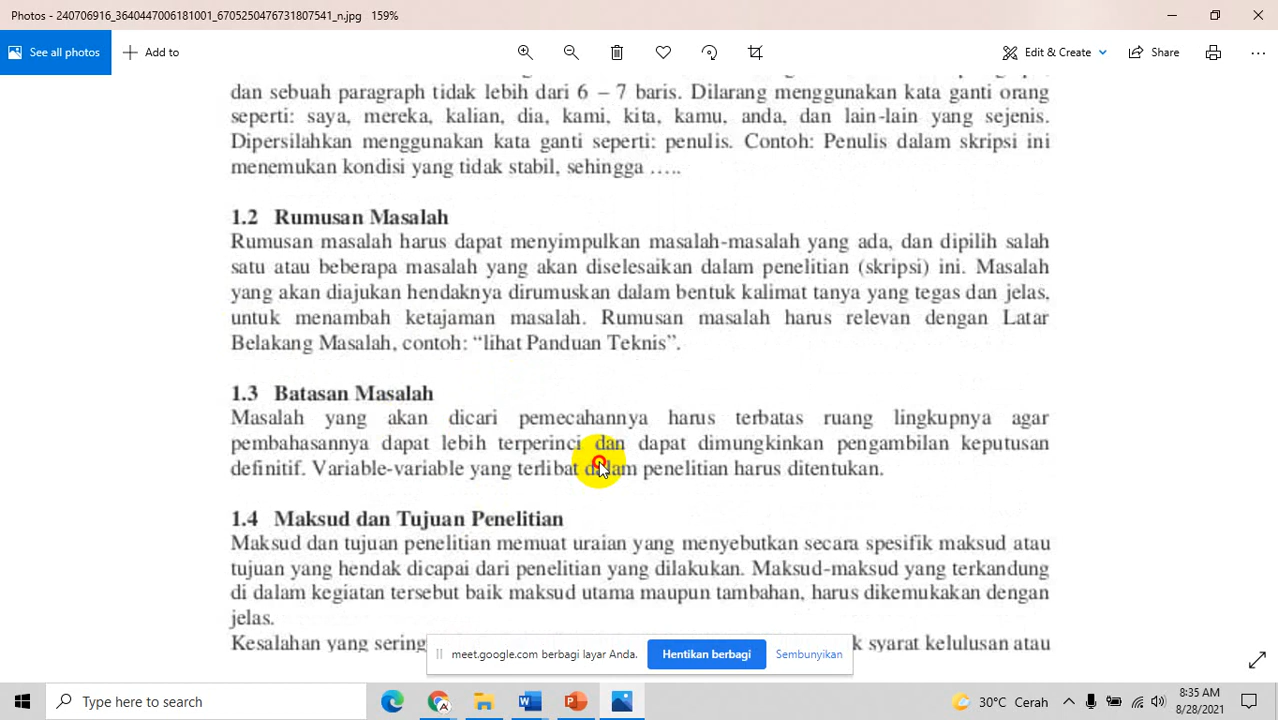 Photos - 240706916_3640447006181001_6705250476731807541_n.jpg 159%
See all photos
Add to
Edit & Create
Share
dan sebuah paragraph tidak lebih dari 6 – 7 baris. Dilarang menggunakan kata ganti orang
seperti: saya, mereka, kalian, dia, kami, kita, kamu, anda, dan lain-lain yang sejenis.
Dipersilahkan menggunakan kata ganti seperti: penulis. Contoh: Penulis dalam skripsi ini
menemukan kondisi yang tidak stabil, sehingga …..
1.2 Rumusan Masalah
Rumusan masalah harus dapat menyimpulkan masalah-masalah yang ada, dan dipilih salah
satu atau beberapa masalah yang akan diselesaikan dalam penelitian (skripsi) ini. Masalah
yang akan diajukan hendaknya dirumuskan dalam bentuk kalimat tanya yang tegas dan jelas,
untuk menambah ketajaman masalah. Rumusan masalah harus relevan dengan Latar
Belakang Masalah, contoh: “lihat Panduan Teknis”.
1.3 Batasan Masalah
Masalah yang akan dicari pemecahannya harus terbatas ruang lingkupnya agar
pembahasannya dapat lebih terperinci dan dapat dimungkinkan pengambilan keputusan
definitif. Variable-variable yang terlibat dalam penelitian harus ditentukan.
1.4 Maksud dan Tujuan Penelitian
Maksud dan tujuan penelitian memuat uraian yang menyebutkan secara spesifik maksud atau
tujuan yang hendak dicapai dari penelitian yang dilakukan. Maksud-maksud yang terkandung
di dalam kegiatan tersebut baik maksud utama maupun tambahan, harus dikemukakan dengan
jelas.
Kesalahan yang sering syarat kelulusan atau
meet.google.com berbagi layar Anda.
Hentikan berbagi
Sembunyikan
Type here to search
30°C Cerah
8:35 AM
8/28/2021